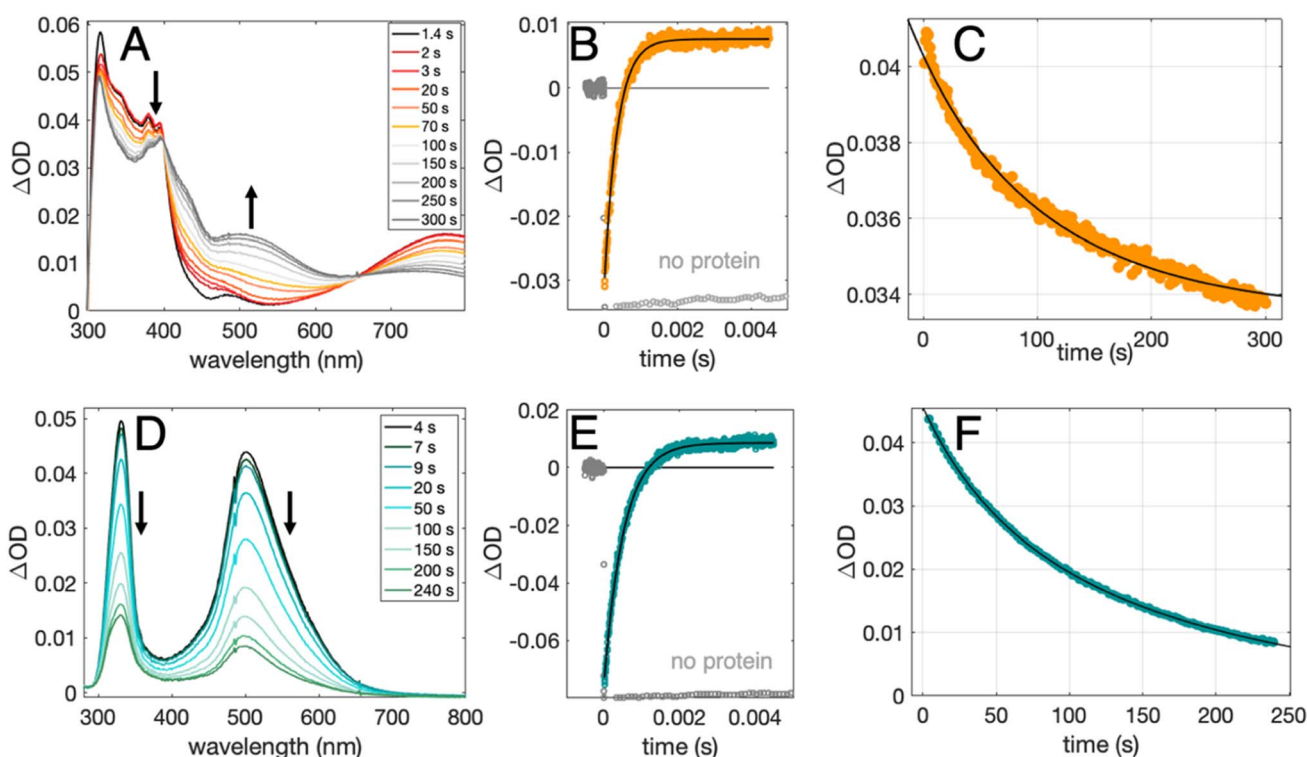 A
0.06
0.05
0.04
0.03
0.02
0.01
0
ΔOD
300 400 500 600 700
wavelength (nm)
1.4 s
2 s
3 s
20 s
50 s
70 s
100 s
150 s
200 s
250 s
300 s
B
0.01
0
-0.01
-0.02
-0.03
ΔOD
no protein
0 0.002 0.004
time (s)
C
0.04
0.038
0.036
0.034
ΔOD
0 100 200 300
time (s)
D
0.05
0.04
0.03
0.02
0.01
0
ΔOD
300 400 500 600 700 800
wavelength (nm)
4 s
7 s
9 s
20 s
50 s
100 s
150 s
200 s
240 s
E
0.02
0
-0.02
-0.04
-0.06
ΔOD
no protein
0 0.002 0.004
time (s)
F
0.04
0.03
0.02
0.01
0
ΔOD
0 50 100 150 200 250
time (s)